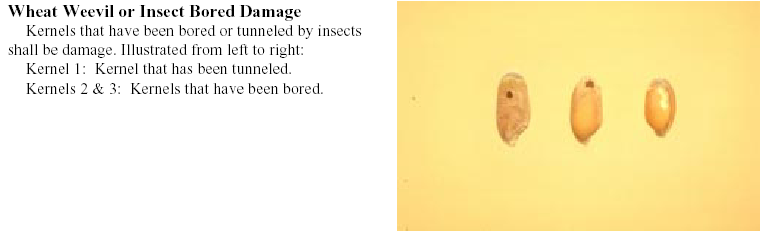 Wheat Weevil or Insect Bored Damage
Kernels that have been bored or tunneled by insects
shall be damage. Illustrated from left to right:
Kernel 1: Kernel that has been tunneled.
Kernels 2 & 3: Kernels that have been bored.